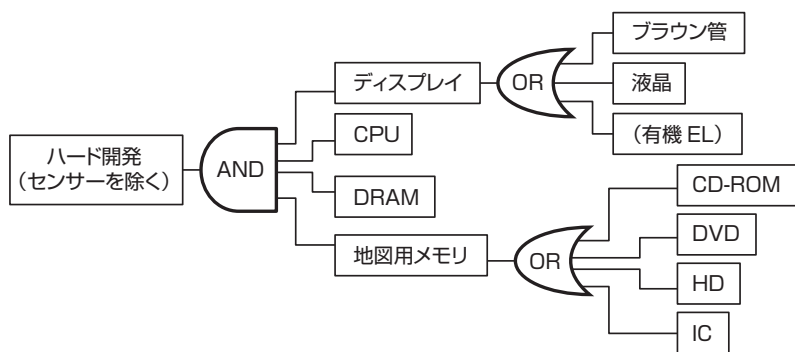 ハード開発
（センサーを除く）
AND
ディスプレイ
CPU
DRAM
地図用メモリ
OR
ブラウン管
液晶
（有機 EL）
OR
CD-ROM
DVD
HD
IC